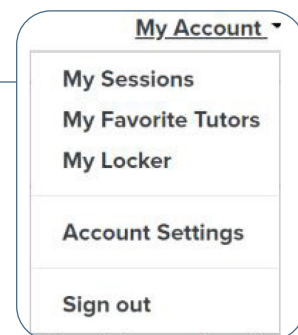 My Account
My Sessions
My Favorite Tutors
My Locker
Account Settings
Sign out